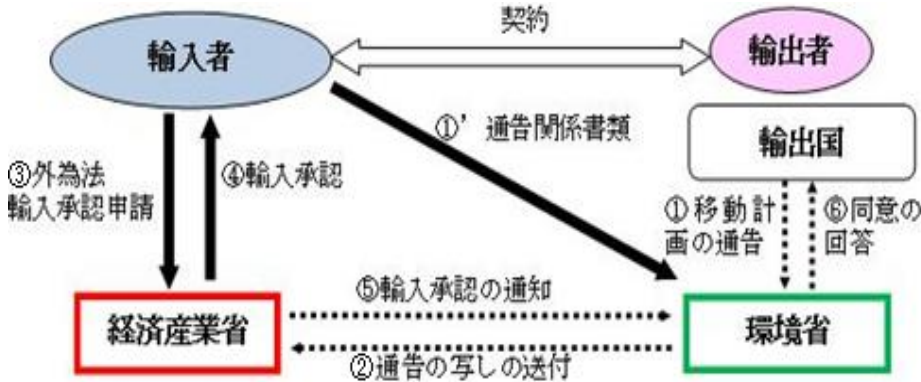 契約
輸入者
輸出者
①’通告関係書類
輸出国
③外為法
輸入承認申請
④輸入承認
①移動計
画の通告
⑥同意の
回答
⑤輸入承認の通知
経済産業省
環境省
②通告の写しの送付